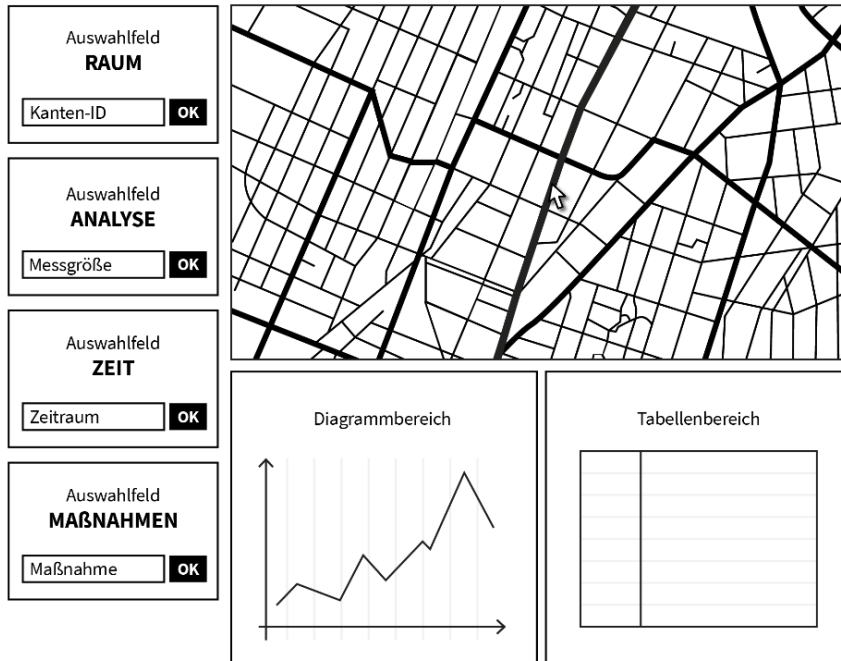 Auswahlfeld
RAUM
Kanten-ID OK
Auswahlfeld
ANALYSE
Messgröße OK
Auswahlfeld
ZEIT
Zeitraum OK
Auswahlfeld
MAßNAHMEN
Maßnahme OK
Diagrammbereich
Tabellenbereich